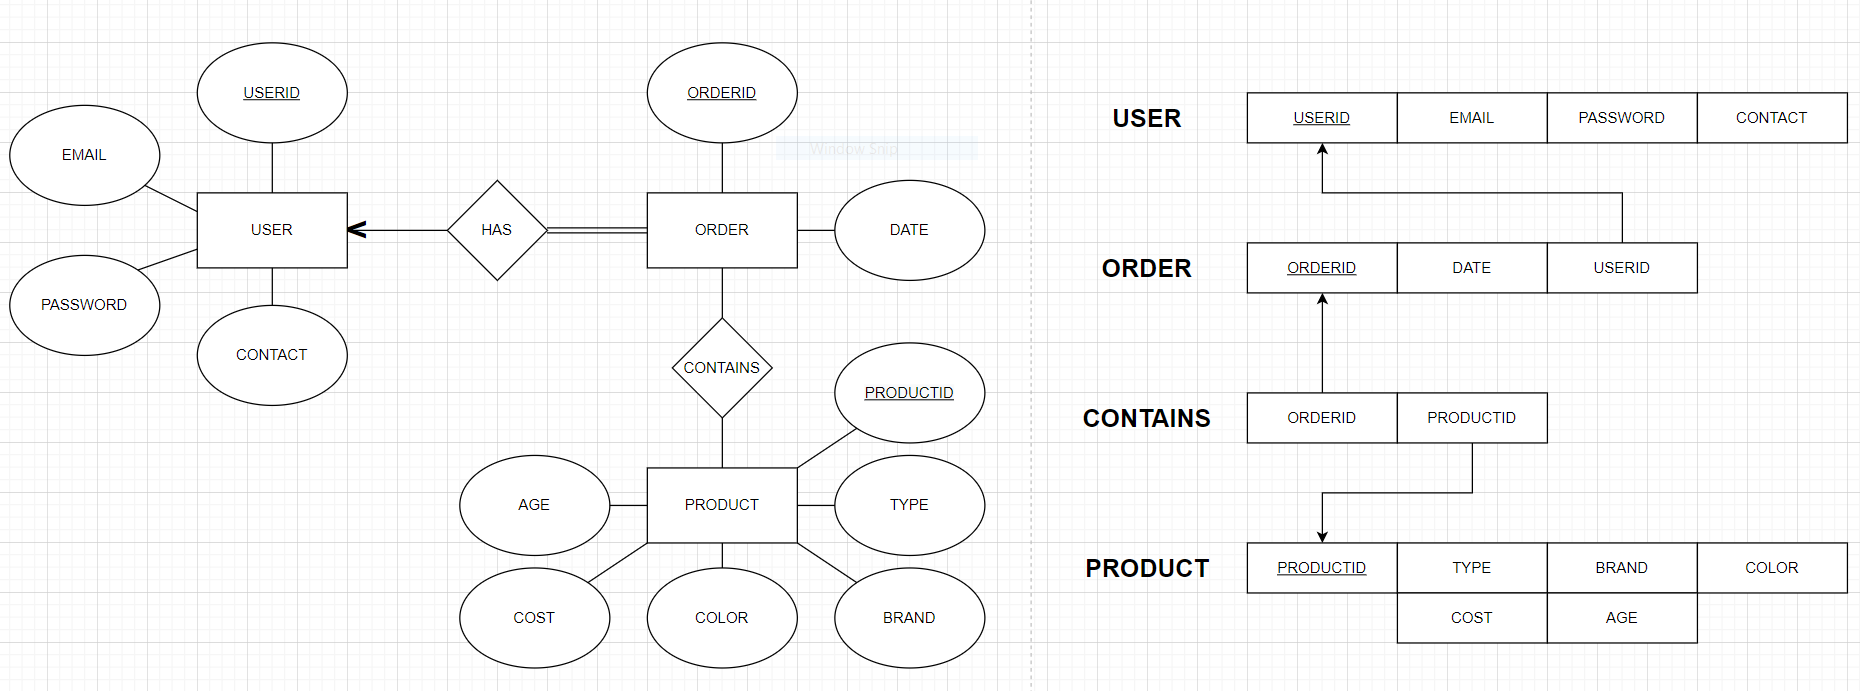 USERID
EMAIL
USER
PASSWORD
CONTACT
HAS
ORDERID
Window Snip
ORDER
DATE
CONTAINS
PRODUCTID
AGE
PRODUCT
TYPE
COST
COLOR
BRAND
USER USERID EMAIL PASSWORD CONTACT
ORDER ORDERID DATE USERID
CONTAINS ORDERID PRODUCTID
PRODUCT PRODUCTID TYPE BRAND COLOR
COST AGE